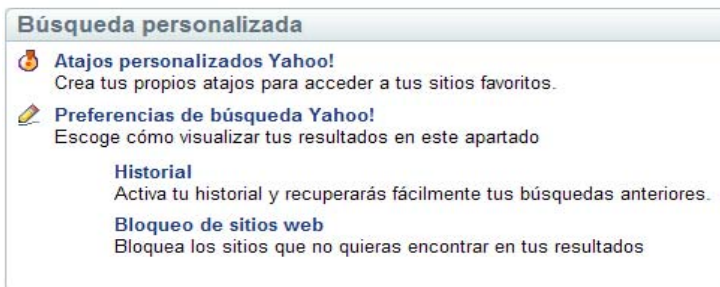 Búsqueda personalizada
Atajos personalizados Yahoo!
Crea tus propios atajos para acceder a tus sitios favoritos.
Preferencias de búsqueda Yahoo!
Escoge cómo visualizar tus resultados en este apartado
Historial
Activa tu historial y recuperarás fácilmente tus búsquedas anteriores.
Bloqueo de sitios web
Bloquea los sitios que no quieras encontrar en tus resultados